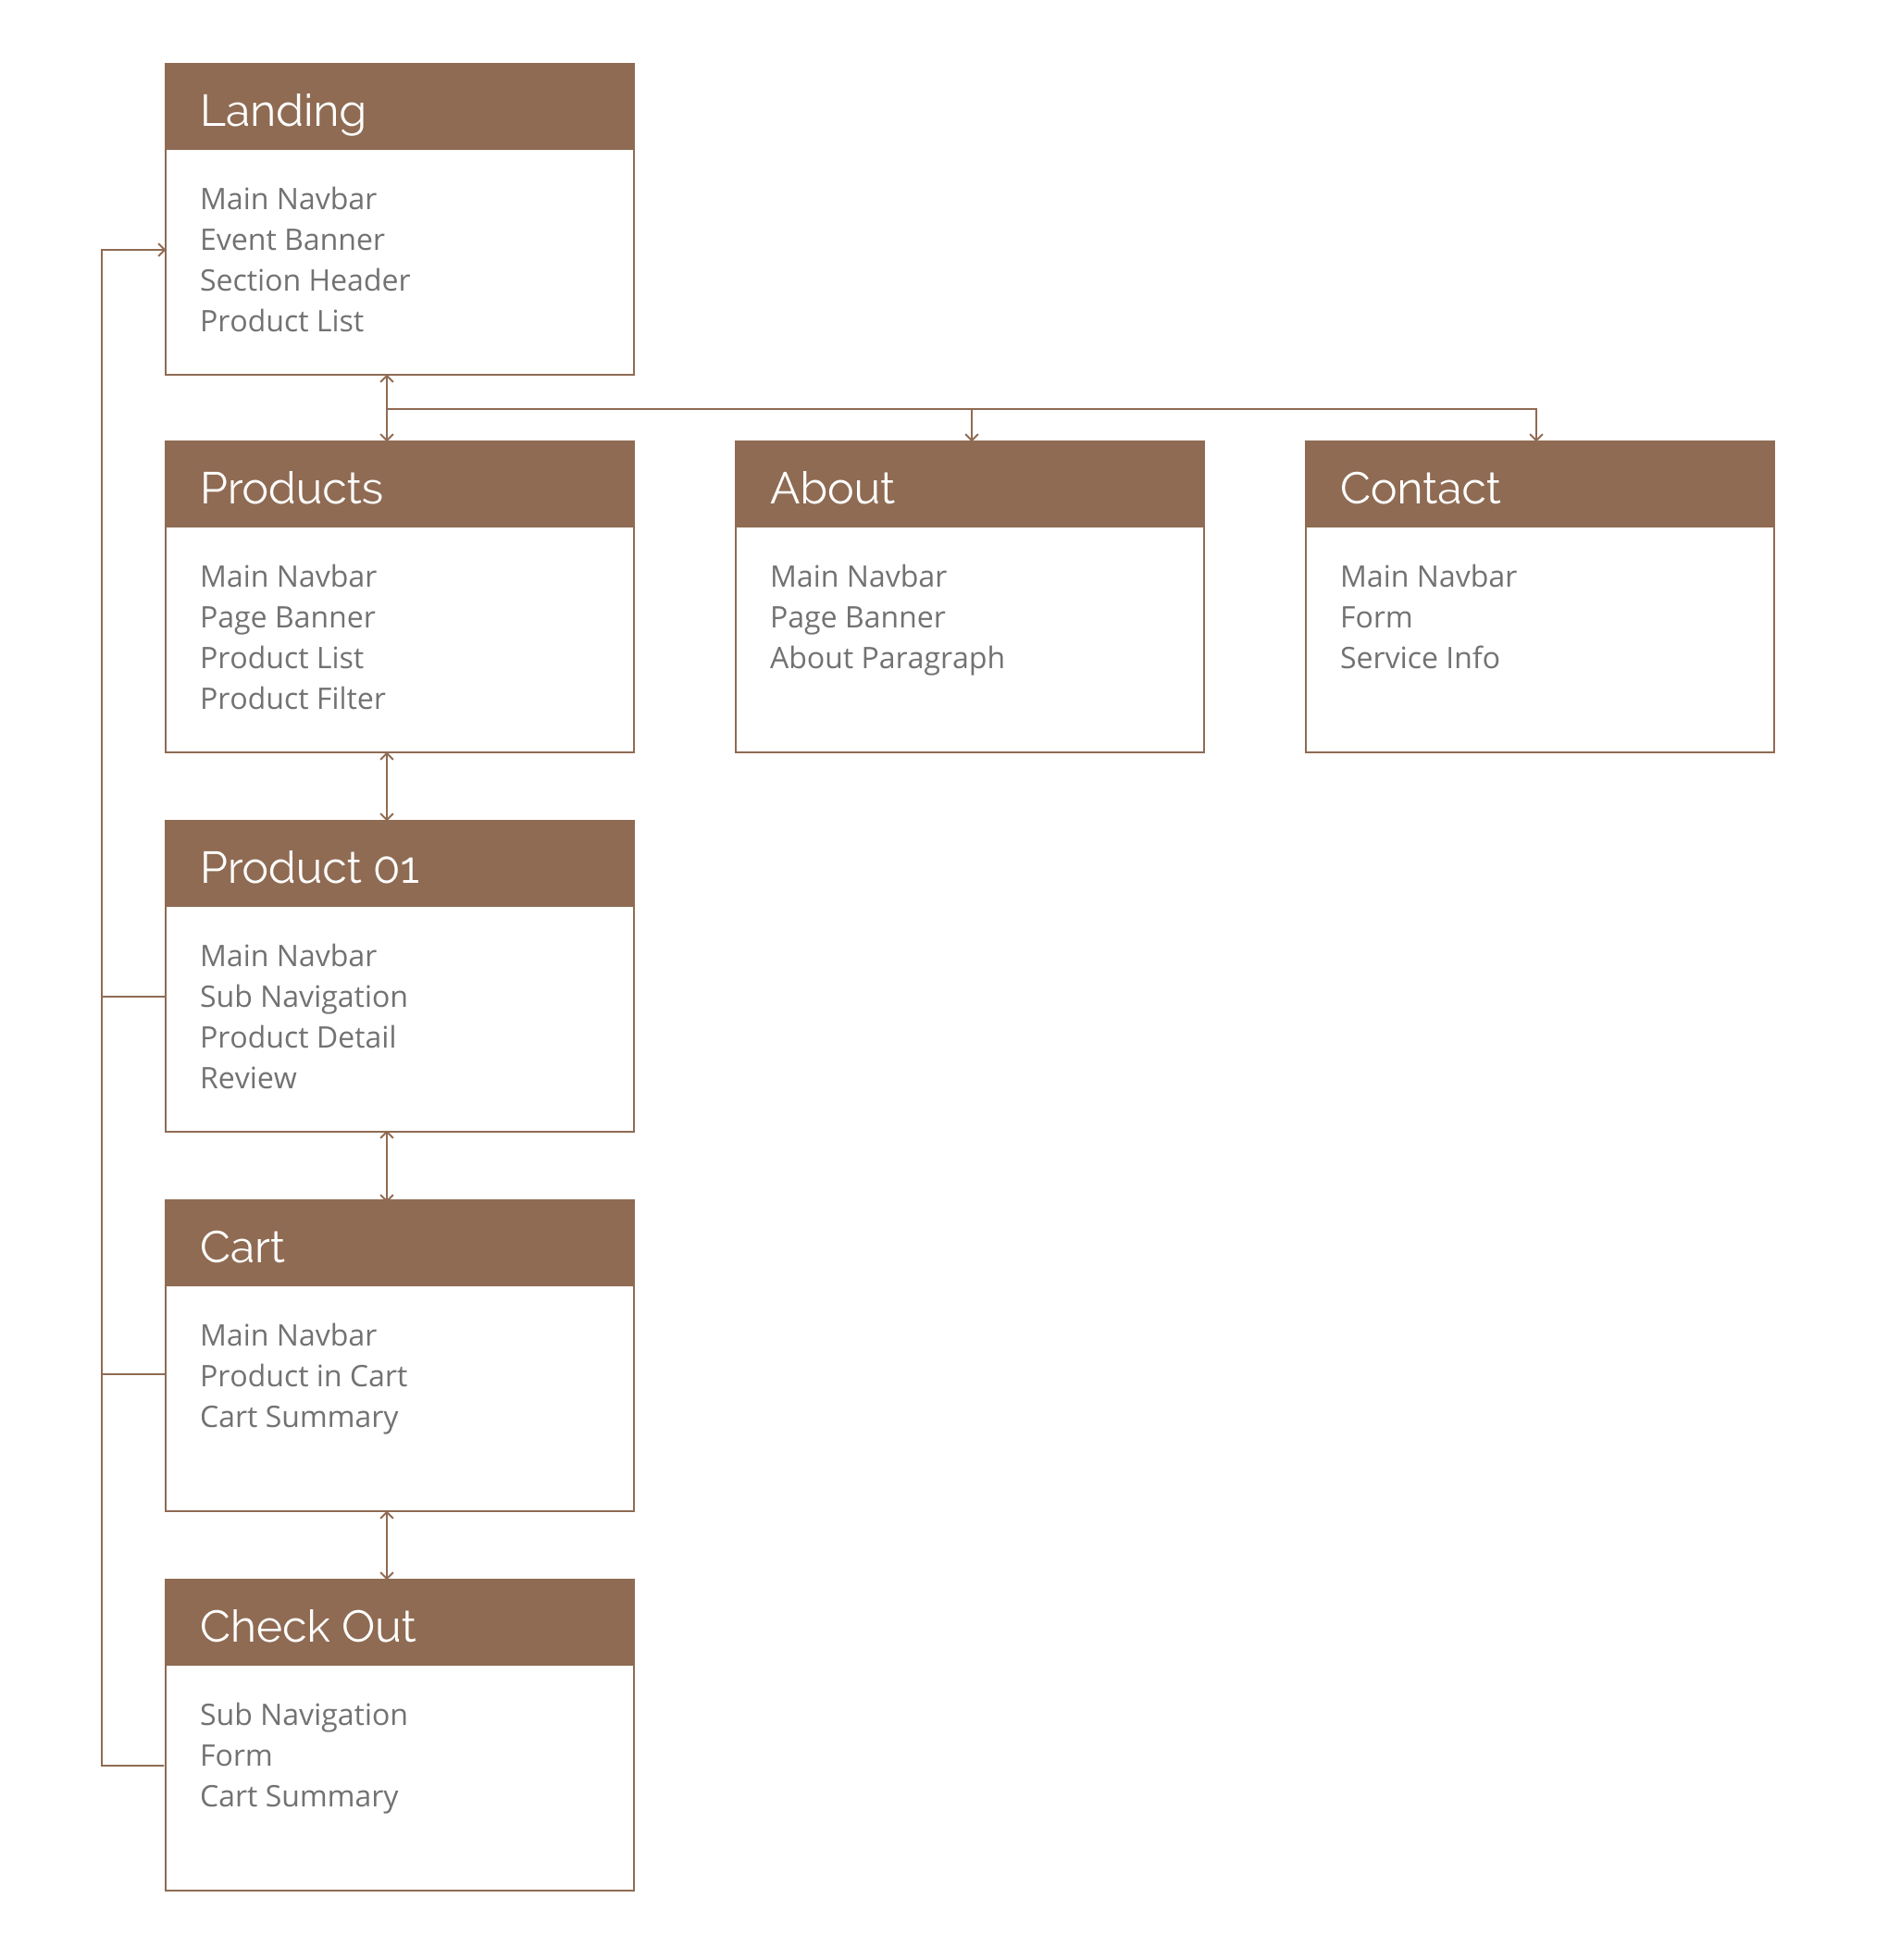 Landing
Main Navbar
Event Banner
Section Header
Product List
Products
Main Navbar
Page Banner
Product List
Product Filter
About
Main Navbar
Page Banner
About Paragraph
Contact
Main Navbar
Form
Service Info
Product 01
Main Navbar
Sub Navigation
Product Detail
Review
Cart
Main Navbar
Product in Cart
Cart Summary
Check Out
Sub Navigation
Form
Cart Summary